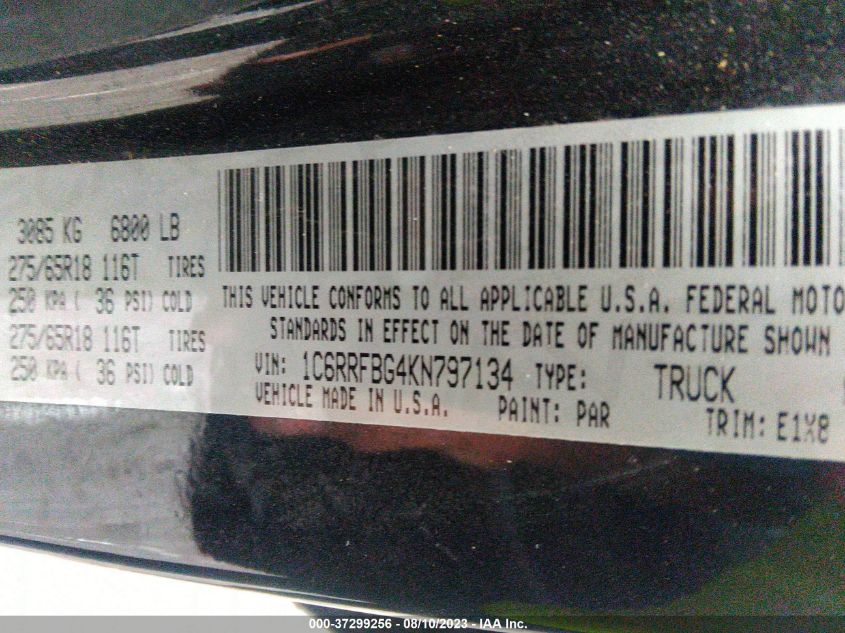 3085 KG 6800 LB
275/65R18 116T TIRES
250 KPA ( 36 PSI) COLD
275/65R18 116T TIRES
250 KPA ( 36 PSI) COLD
THIS VEHICLE CONFORMS TO ALL APPLICABLE U.S.A. FEDERAL MOTO
STANDARDS IN EFFECT ON THE DATE OF MANUFACTURE SHOWN
VIN: 1C6RRFBG4KN797134 TYPE: TRUCK
VEHICLE MADE IN U.S.A. PAINT: PAR TRIM: E1X8
000-37299256 - 08/10/2023 - IAA Inc.